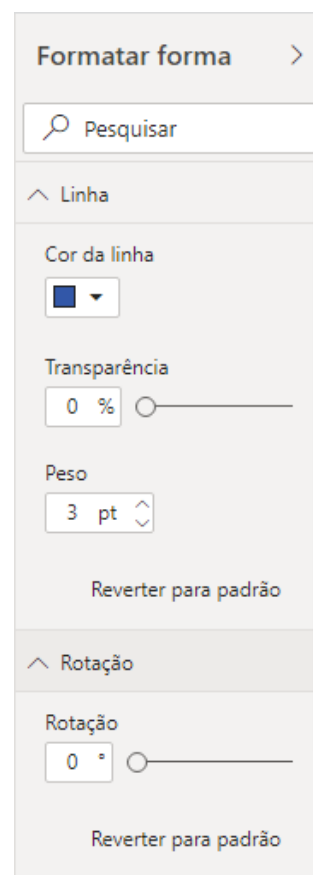 Formatar forma
Pesquisar
Linha
Cor da linha
Transparência
0 %
Peso
3 pt
Reverter para padrão
Rotação
Rotação
0 °
Reverter para padrão